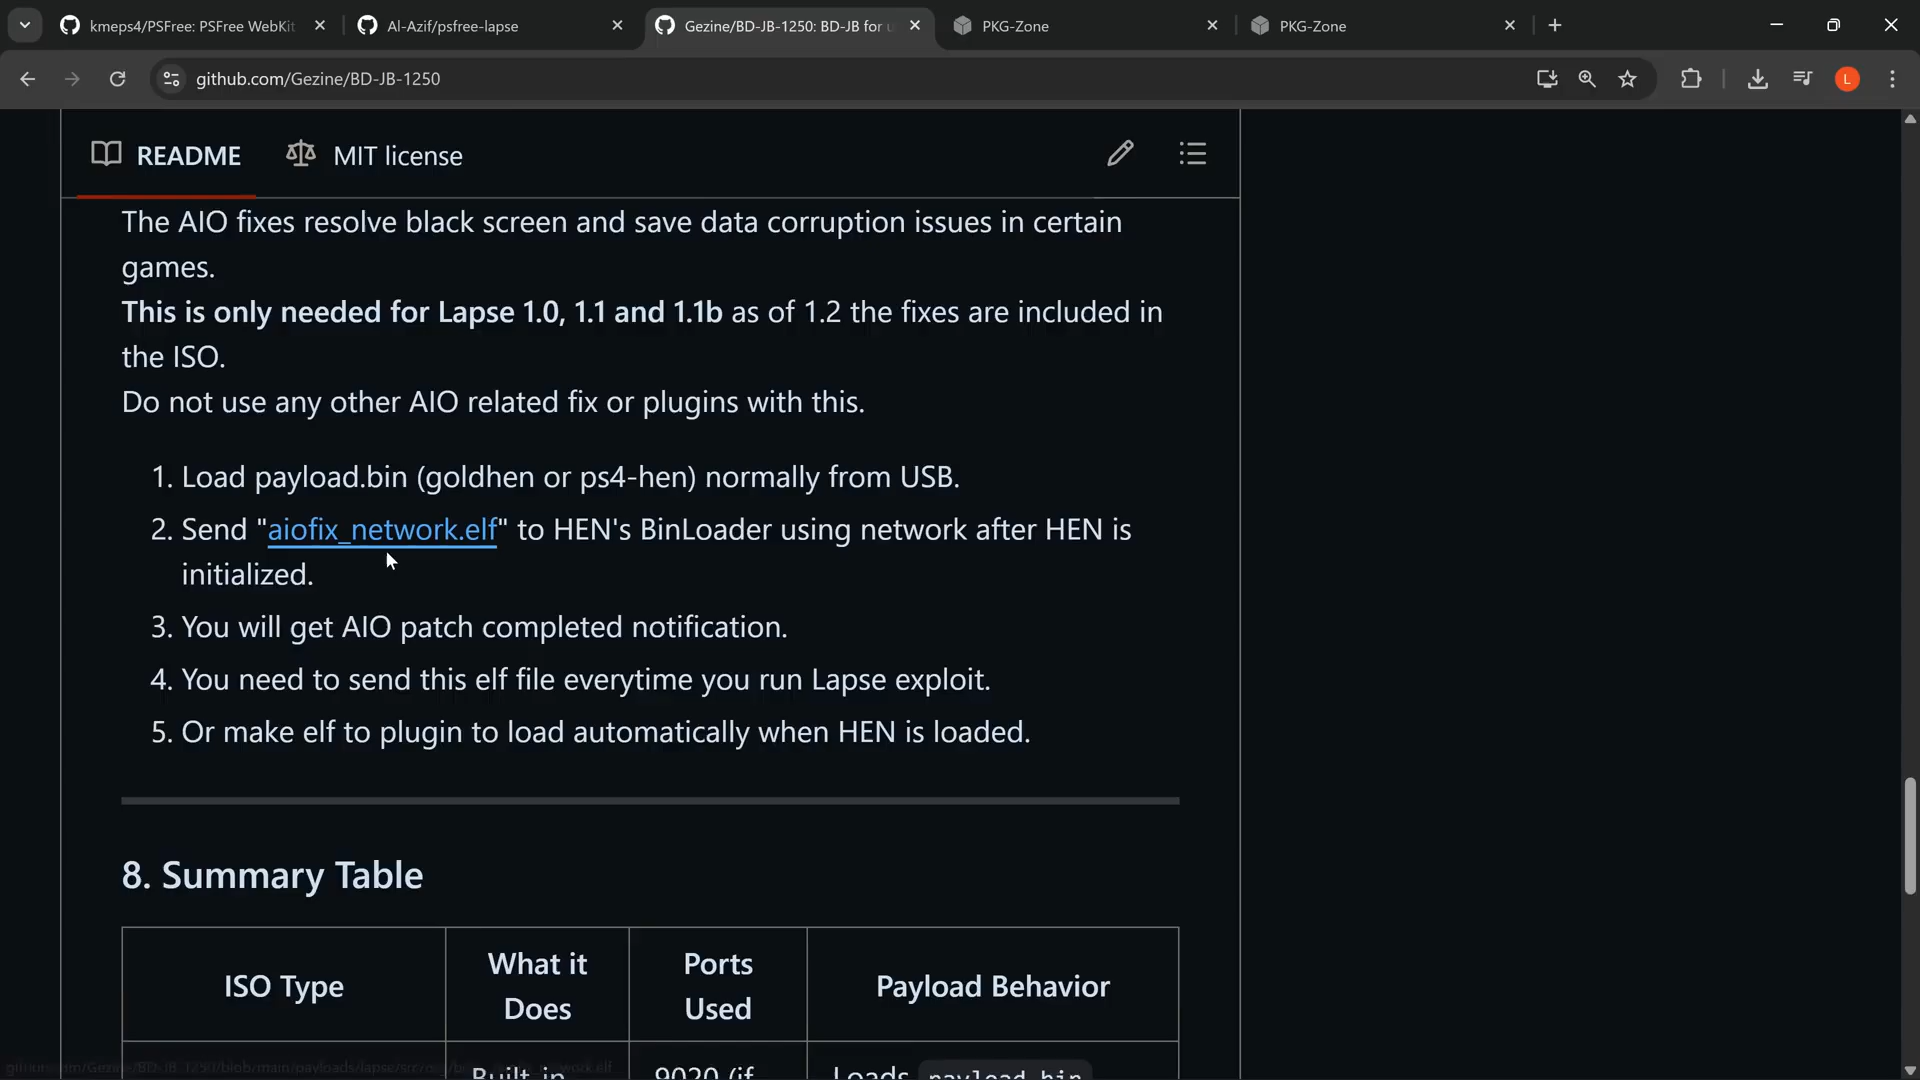 kmeps4/PSFree: PSFree WebKit
Al-Azif/psfree-lapse
Gezine/BD-JB-1250: BD-JB for u
PKG-Zone
PKG-Zone
github.com/Gezine/BD-JB-1250
L
README
MIT license
The AIO fixes resolve black screen and save data corruption issues in certain
games.
This is only needed for Lapse 1.0, 1.1 and 1.1b as of 1.2 the fixes are included in
the ISO.
Do not use any other AIO related fix or plugins with this.
1. Load payload.bin (goldhen or ps4-hen) normally from USB.
2. Send "aiofix_network.elf" to HEN's BinLoader using network after HEN is
initialized.
3. You will get AIO patch completed notification.
4. You need to send this elf file everytime you run Lapse exploit.
5. Or make elf to plugin to load automatically when HEN is loaded.
8. Summary Table
ISO Type
What it
Does
Ports
Used
Payload Behavior
Built-in
9020 (if
Loads payload.bin